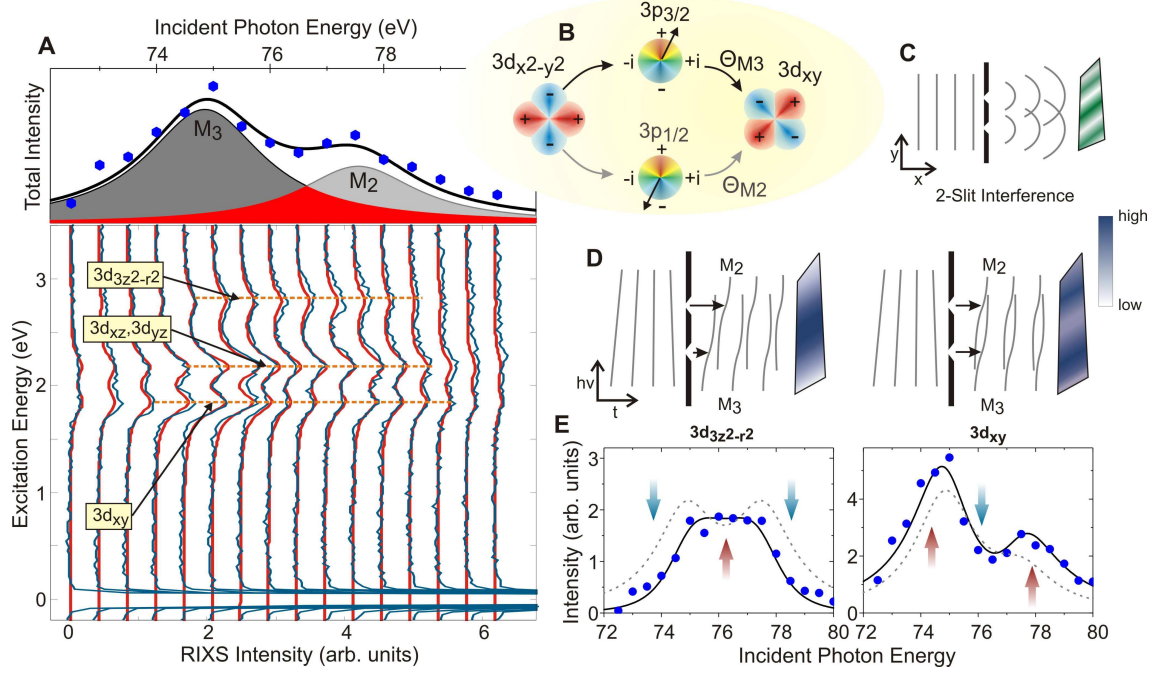 Incident Photon Energy (eV)
A
74 76 78
Total Intensity
M3
M2
B
3p3/2
+
-i +i
-
3dx2-y2
-
+ +
-
ΘM3
3dxy
- +
+ -
3p1/2
+
-i +i
-
ΘM2
C
y
x
2-Slit Interference
high
low
3d3z2-r2
3dxz,3dyz
3dxy
Excitation Energy (eV)
3
2
1
0
0 2 4 6
RIXS Intensity (arb. units)
D
M2
M3
hν
t
M2
M3
E
3d3z2-r2
3dxy
Intensity (arb. units)
3
2
1
0
4
2
0
72 74 76 78 80
72 74 76 78 80
Incident Photon Energy